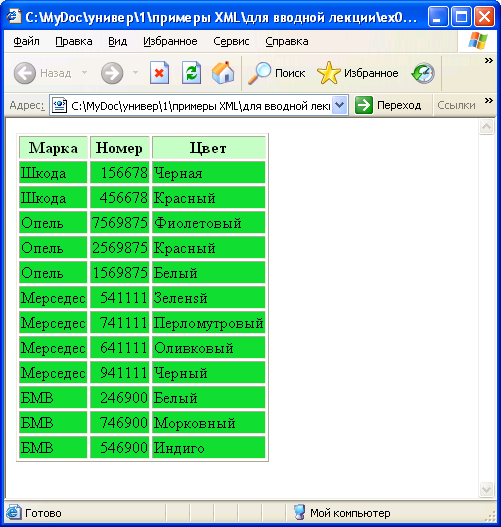 C:\MyDoc\универ\1\примеры XML\для вводной лекции\ex0...
Файл Правка Вид Избранное Сервис Справка
Назад Поиск Избранное
Адрес: C:\MyDoc\универ\1\примеры XML\для вводной лек Переход Ссылки
Марка Номер Цвет
Шкода 156678 Черная
Шкода 456678 Красный
Опель 7569875 Фиолетовый
Опель 2569875 Красный
Опель 1569875 Белый
Мерседес 541111 Зеленяй
Мерседес 741111 Перломутровый
Мерседес 641111 Оливковый
Мерседес 941111 Черный
БМВ 246900 Белый
БМВ 746900 Морковный
БМВ 546900 Индиго
Готово Мой компьютер